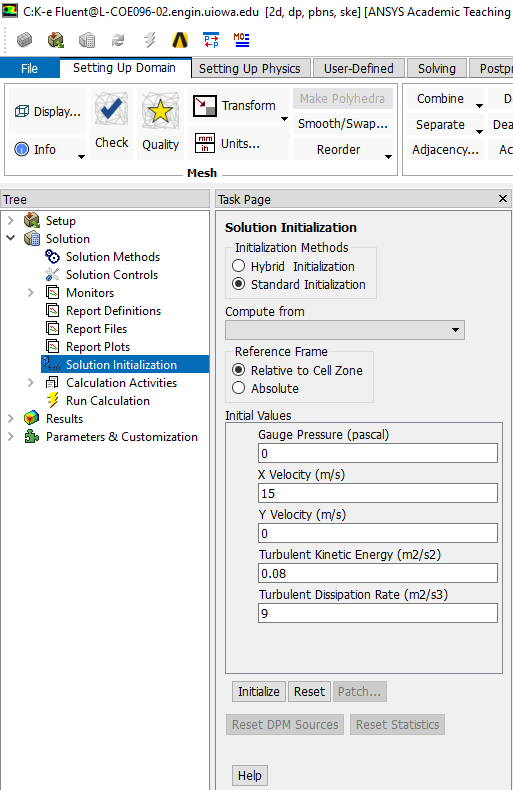 C:K-e Fluent@L-COE096-02.engin.uiowa.edu [2d, dp, pbns, ske] [ANSYS Academic Teaching
File Setting Up Domain Setting Up Physics User-Defined Solving Postpr
Display... Check Quality Transform Make Polyhedra Combine D
Smooth/Swap... Separate Dea
Info mm in Units... Reorder Adjacency... Ac
Mesh
Tree
Setup
Solution
Solution Methods
Solution Controls
Monitors
Report Definitions
Report Files
Report Plots
Solution Initialization
Calculation Activities
Run Calculation
Results
Parameters & Customization
Task Page
Solution Initialization
Initialization Methods
Hybrid Initialization
Standard Initialization
Compute from
Reference Frame
Relative to Cell Zone
Absolute
Initial Values
Gauge Pressure (pascal)
0
X Velocity (m/s)
15
Y Velocity (m/s)
0
Turbulent Kinetic Energy (m2/s2)
0.08
Turbulent Dissipation Rate (m2/s3)
9
Initialize Reset Patch...
Reset DPM Sources Reset Statistics
Help